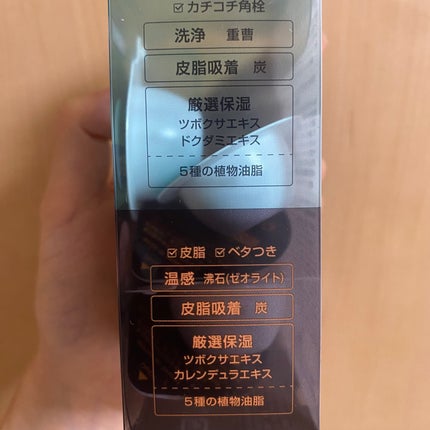 ☑カチコチ角栓
洗浄 重曹
皮脂吸着 炭
厳選保湿
ツボクサエキス
ドクダミエキス
5種の植物油脂
☑皮脂 ☑ベタつき
温感 沸石(ゼオライト)
皮脂吸着 炭
厳選保湿
ツボクサエキス
カレンデュラエキス
5種の植物油脂